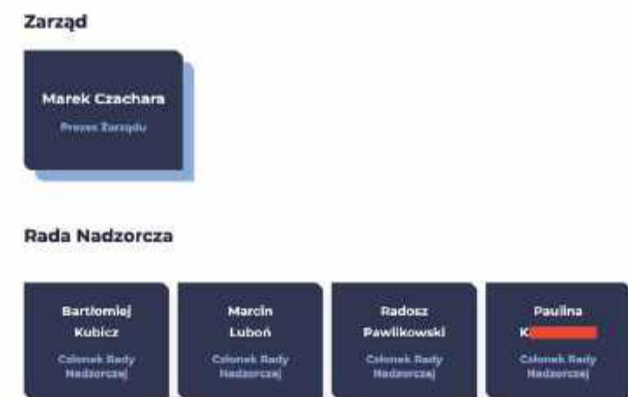 Zarząd
Marek Czachara
Prezes Zarządu
Rada Nadzorcza
Bartłomiej
Kubicz
Członek Rady
Nadzorczej
Marcin
Luboń
Członek Rady
Nadzorczej
Radosz
Pawlikowski
Członek Rady
Nadzorczej
Paulina
K
Członek Rady
Nadzorczej